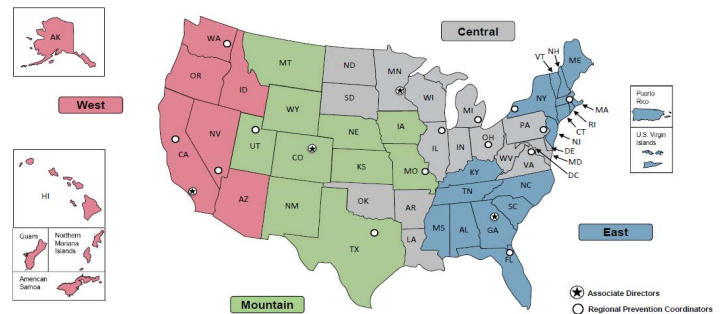 AK
West
HI
Guam
Northern
Mariana
Islands
American
Samoa
WA
OR
ID
NV
CA
AZ
MT
WY
UT
CO
NM
NE
KS
IA
MO
TX
Mountain
Central
ND
SD
MN
WI
MI
IL
IN
OH
PA
WV
VA
OK
AR
LA
NH
VT
ME
NY
MA
RI
CT
NJ
DE
MD
DC
KY
TN
NC
SC
MS
AL
GA
FL
East
Puerto
Rico
U.S. Virgin
Islands
Associate Directors
Regional Prevention Coordinators